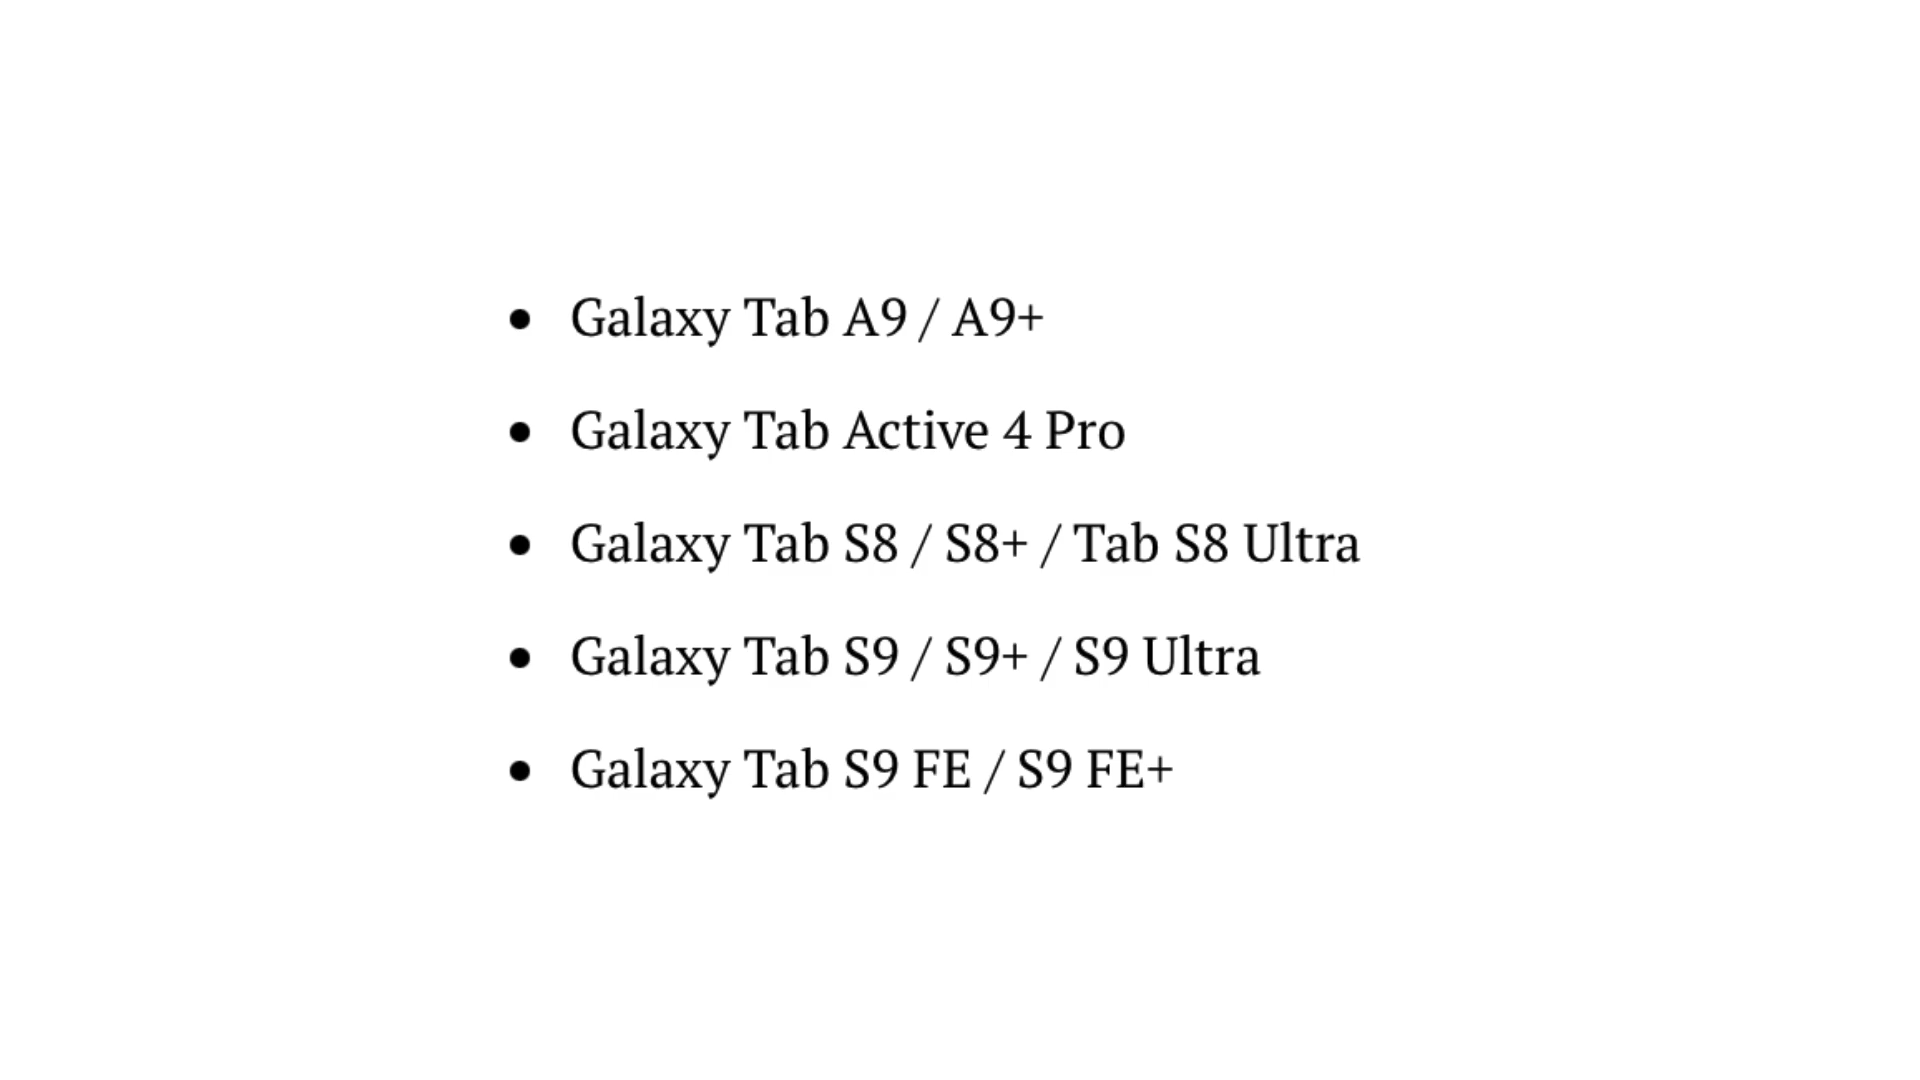 • Galaxy Tab A9 / A9+
• Galaxy Tab Active 4 Pro
• Galaxy Tab S8 / S8+ / Tab S8 Ultra
• Galaxy Tab S9 / S9+ / S9 Ultra
• Galaxy Tab S9 FE / S9 FE+